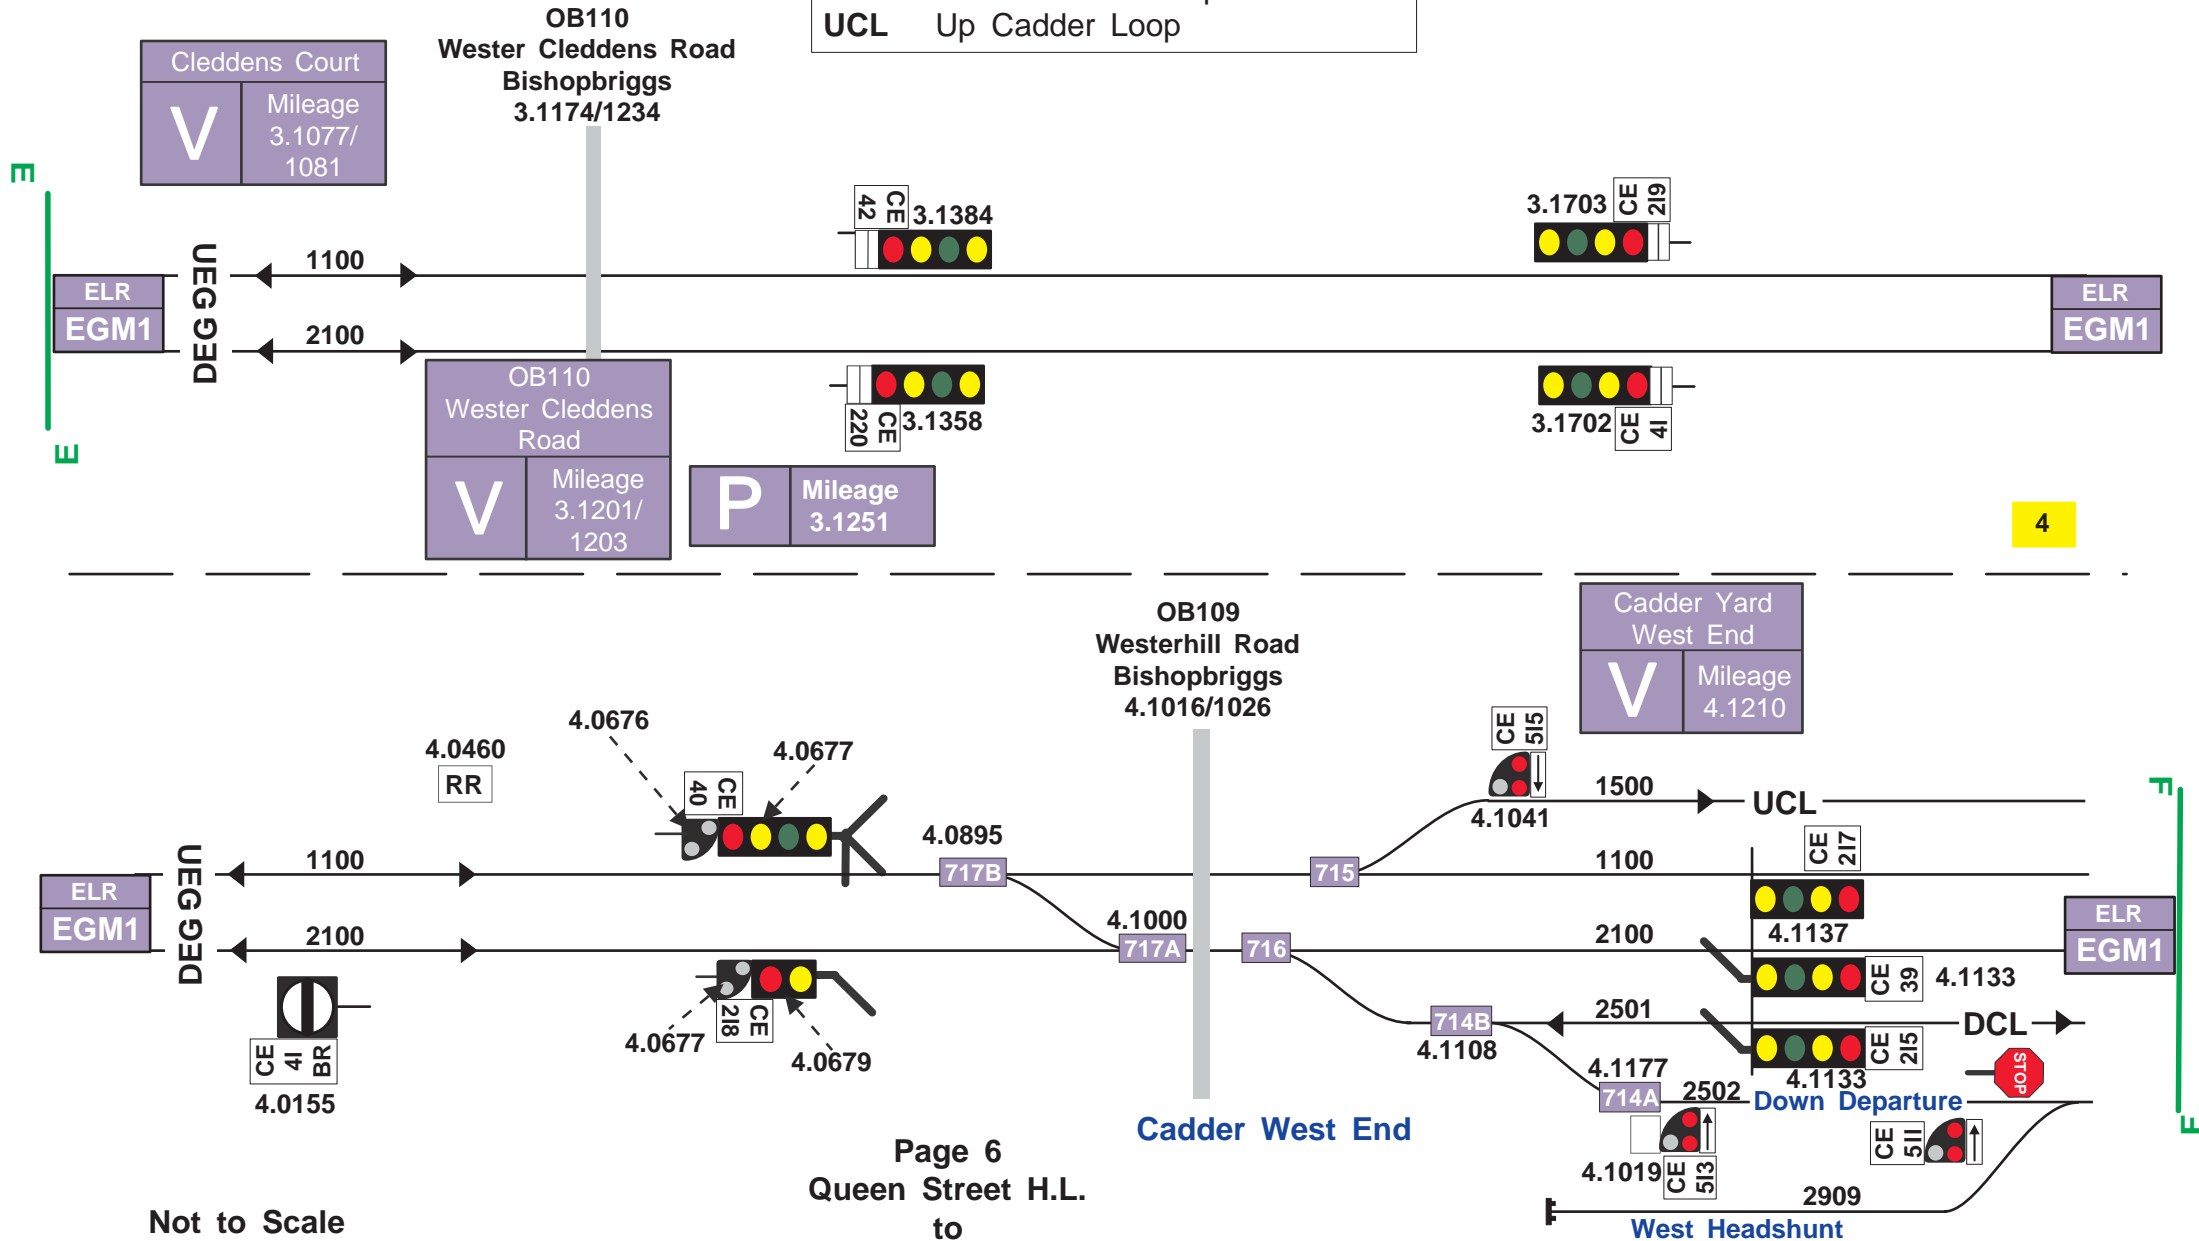 UCL Up Cadder Loop
OB110
Wester Cleddens Road
Bishopbriggs
3.1174/1234
Cleddens Court
V
Mileage
3.1077/
1081
E
E
ELR
EGM1
UEG
DEG
1100
2100
CE
42
3.1384
3.1703
CE
219
CE
220
3.1358
3.1702
CE
41
ELR
EGM1
OB110
Wester Cleddens
Road
V
Mileage
3.1201/
1203
P
Mileage
3.1251
4
OB109
Westerhill Road
Bishopbriggs
4.1016/1026
Cadder Yard
West End
V
Mileage
4.1210
4.0460
RR
4.0676
4.0677
CE
40
4.0895
717B
4.1000
717A
716
715
CE
515
4.1041
1500
UCL
CE
217
1100
4.1137
2100
CE
39
4.1133
2501
DCL
CE
215
4.1133
714B
4.1108
4.1177
714A
2502
Down Departure
STOP
CE
511
4.1019
CE
513
2909
West Headshunt
F
F
ELR
EGM1
ELR
EGM1
UEG
DEG
1100
2100
CE
41
BR
4.0155
4.0677
CE
218
4.0679
Cadder West End
Page 6
Queen Street H.L.
to
Not to Scale